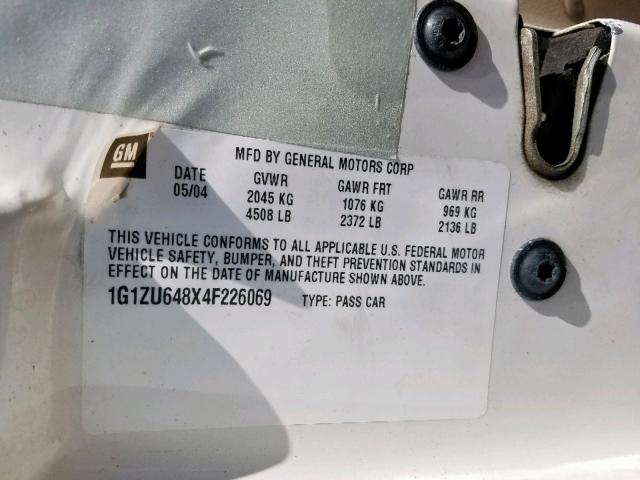 GM
MFD BY GENERAL MOTORS CORP
DATE GVWR GAWR FRT GAWR RR
05/04 2045 KG 1076 KG 969 KG
4508 LB 2372 LB 2136 LB
THIS VEHICLE CONFORMS TO ALL APPLICABLE U.S. FEDERAL MOTOR
VEHICLE SAFETY, BUMPER, AND THEFT PREVENTION STANDARDS IN
EFFECT ON THE DATE OF MANUFACTURE SHOWN ABOVE.
1G1ZU648X4F226069 TYPE: PASS CAR